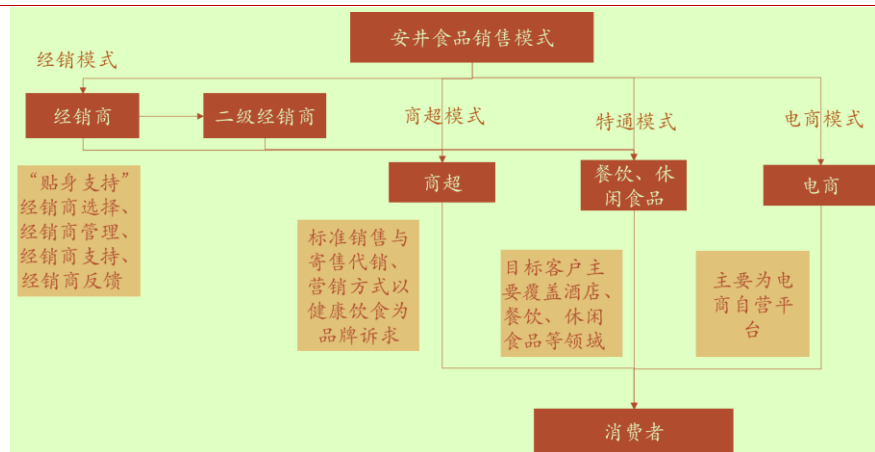 安井食品销售模式
经销模式
经销商
二级经销商
商超模式
特通模式
电商模式
商超
餐饮、休
闲食品
电商
“贴身支持”
经销商选择、
经销商管理、
经销商支持、
经销商反馈
标准销售与
寄售代销、
营销方式以
健康饮食为
品牌诉求
目标客户主
要覆盖酒店、
餐饮、休闲
食品等领域
主要为电
商自营平
台
消费者